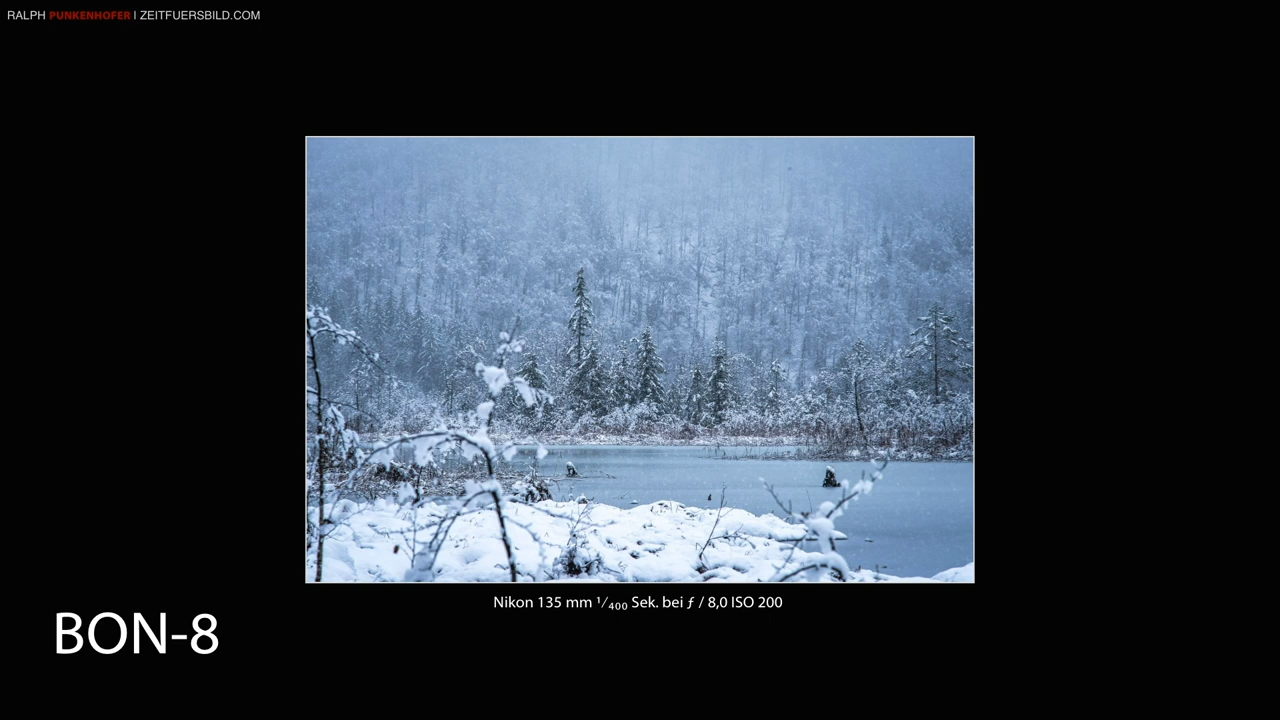 RALPH PUNKENHOFER I ZEITFUERSBILD.COM
Nikon 135 mm ¹⁄₄₀₀ Sek. bei ƒ / 8,0 ISO 200
BON-8